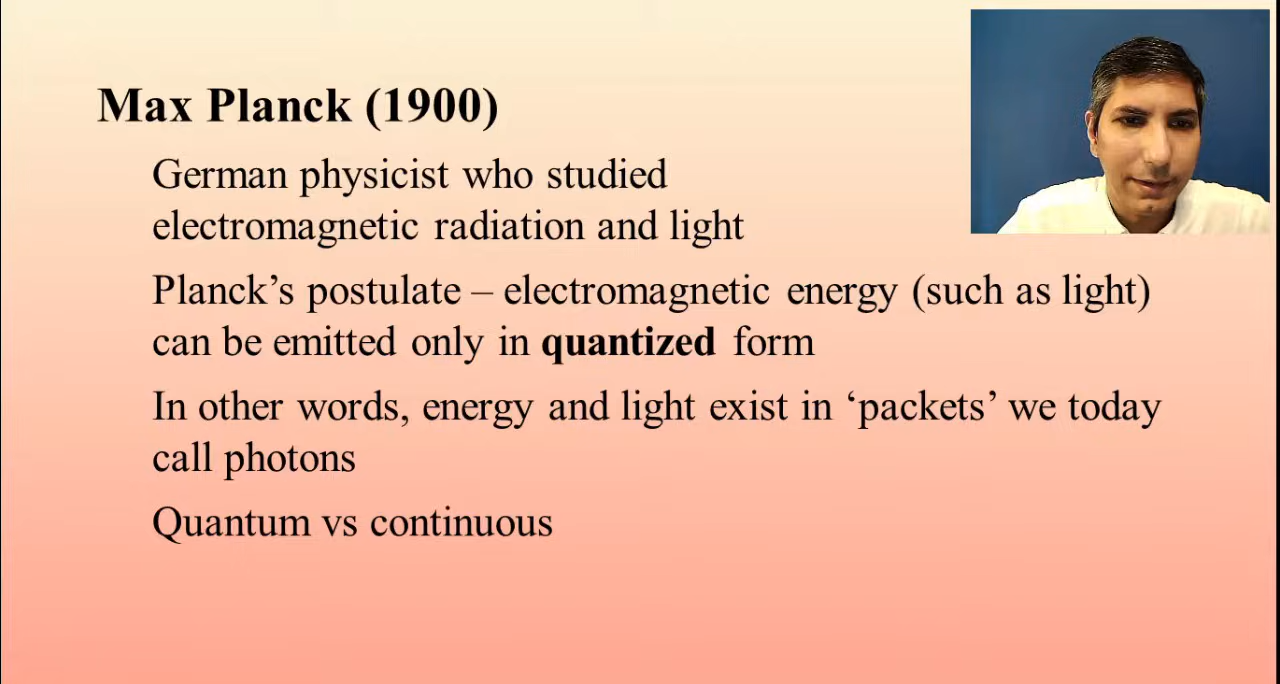 Max Planck (1900)
German physicist who studied
electromagnetic radiation and light
Planck’s postulate – electromagnetic energy (such as light)
can be emitted only in quantized form
In other words, energy and light exist in ‘packets’ we today
call photons
Quantum vs continuous